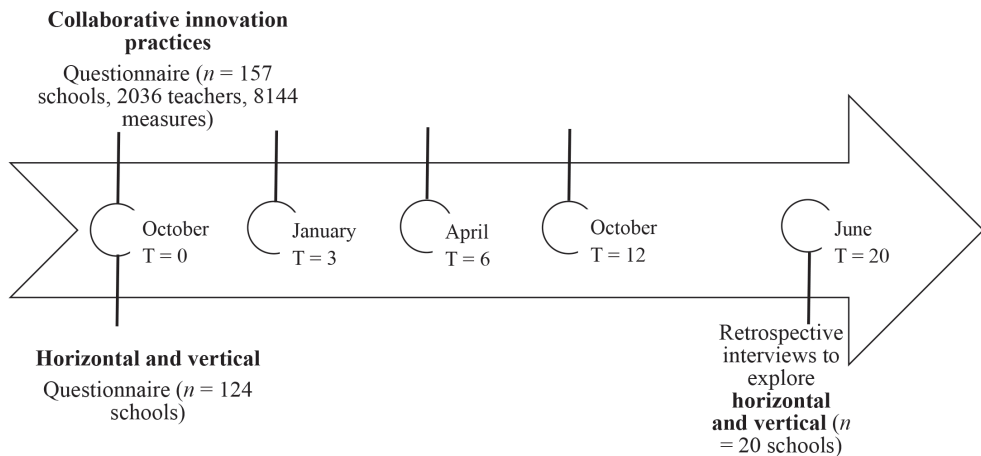 Collaborative innovation
practices
Questionnaire (n = 157
schools, 2036 teachers, 8144
measures)
October
T = 0
January
T = 3
April
T = 6
October
T = 12
June
T = 20
Horizontal and vertical
Questionnaire (n = 124
schools)
Retrospective
interviews to
explore
horizontal
and vertical (n
= 20 schools)